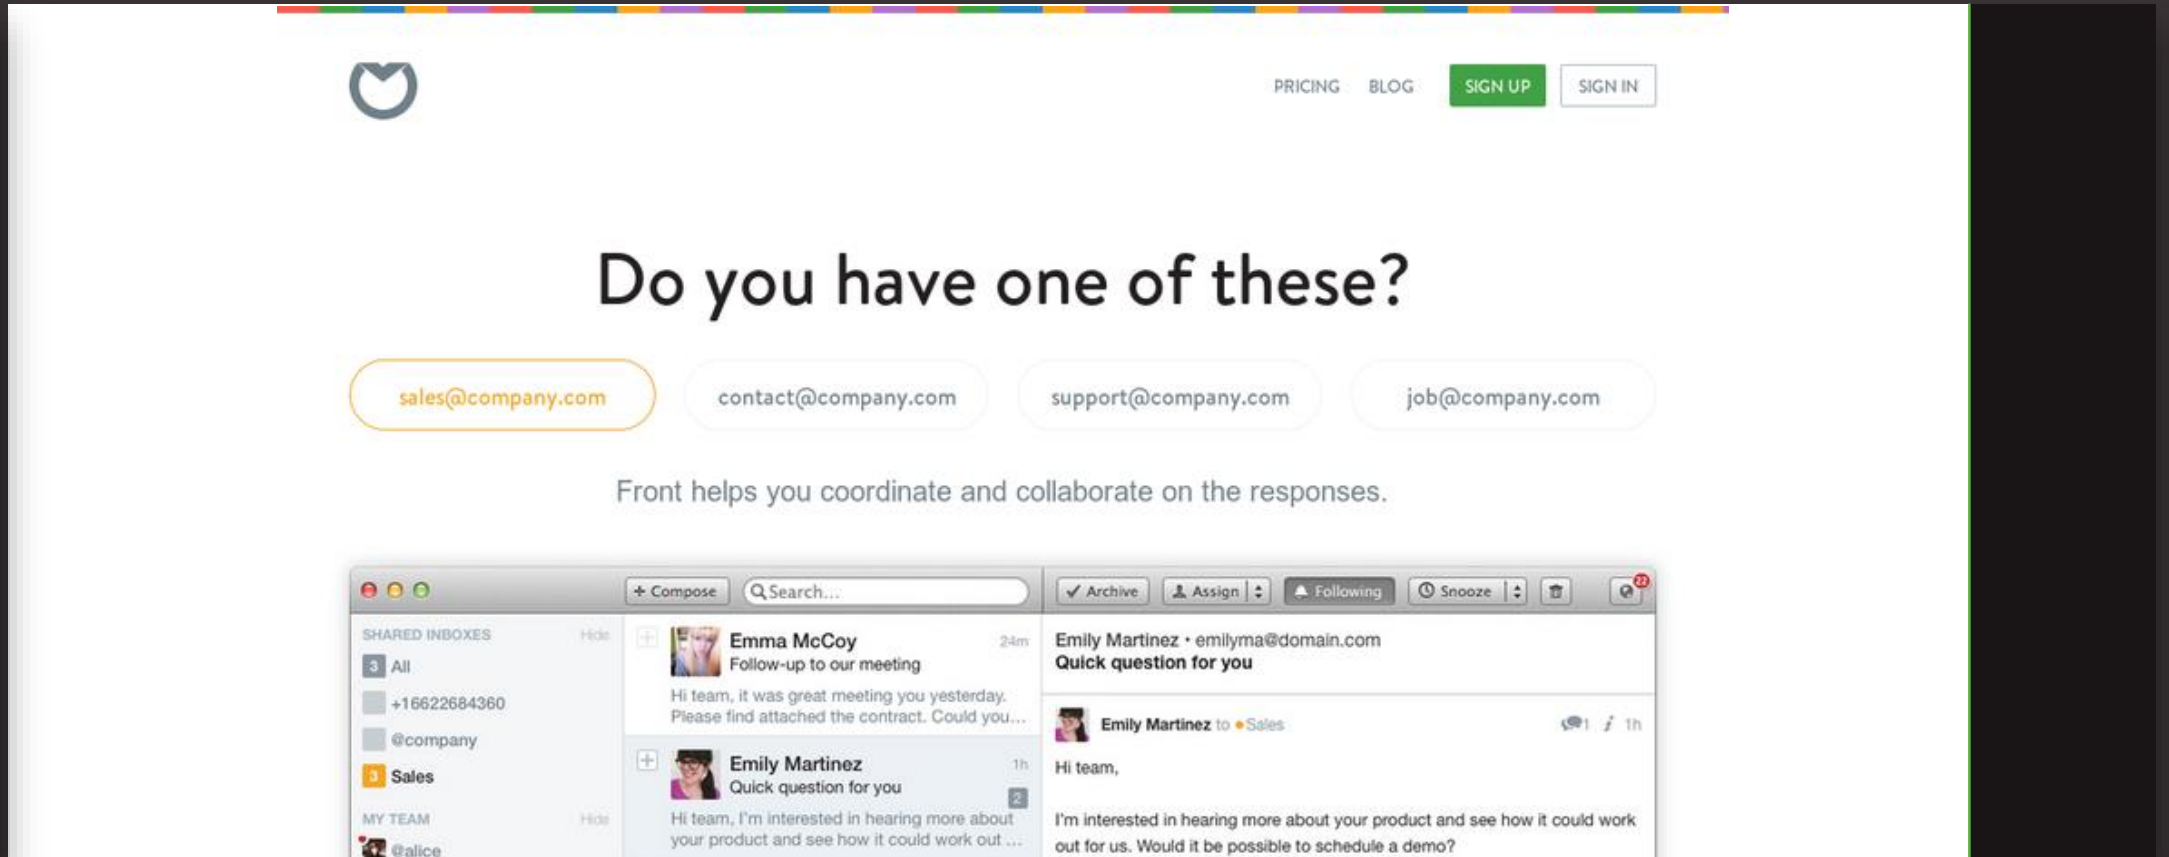 PRICING BLOG SIGN UP SIGN IN
Do you have one of these?
sales@company.com contact@company.com support@company.com job@company.com
Front helps you coordinate and collaborate on the responses.
+ Compose Search... Archive Assign Following Snooze 22
SHARED INBOXES Hide
3 All
+16622684360
@company
3 Sales
MY TEAM Hide
@alice
Emma McCoy 24m
Follow-up to our meeting
Hi team, it was great meeting you yesterday.
Please find attached the contract. Could you...
Emily Martinez 1h
Quick question for you 2
Hi team, I'm interested in hearing more about
your product and see how it could work out ...
Emily Martinez • emilyma@domain.com
Quick question for you
Emily Martinez to Sales 1 i 1h
Hi team,
I'm interested in hearing more about your product and see how it could work
out for us. Would it be possible to schedule a demo?